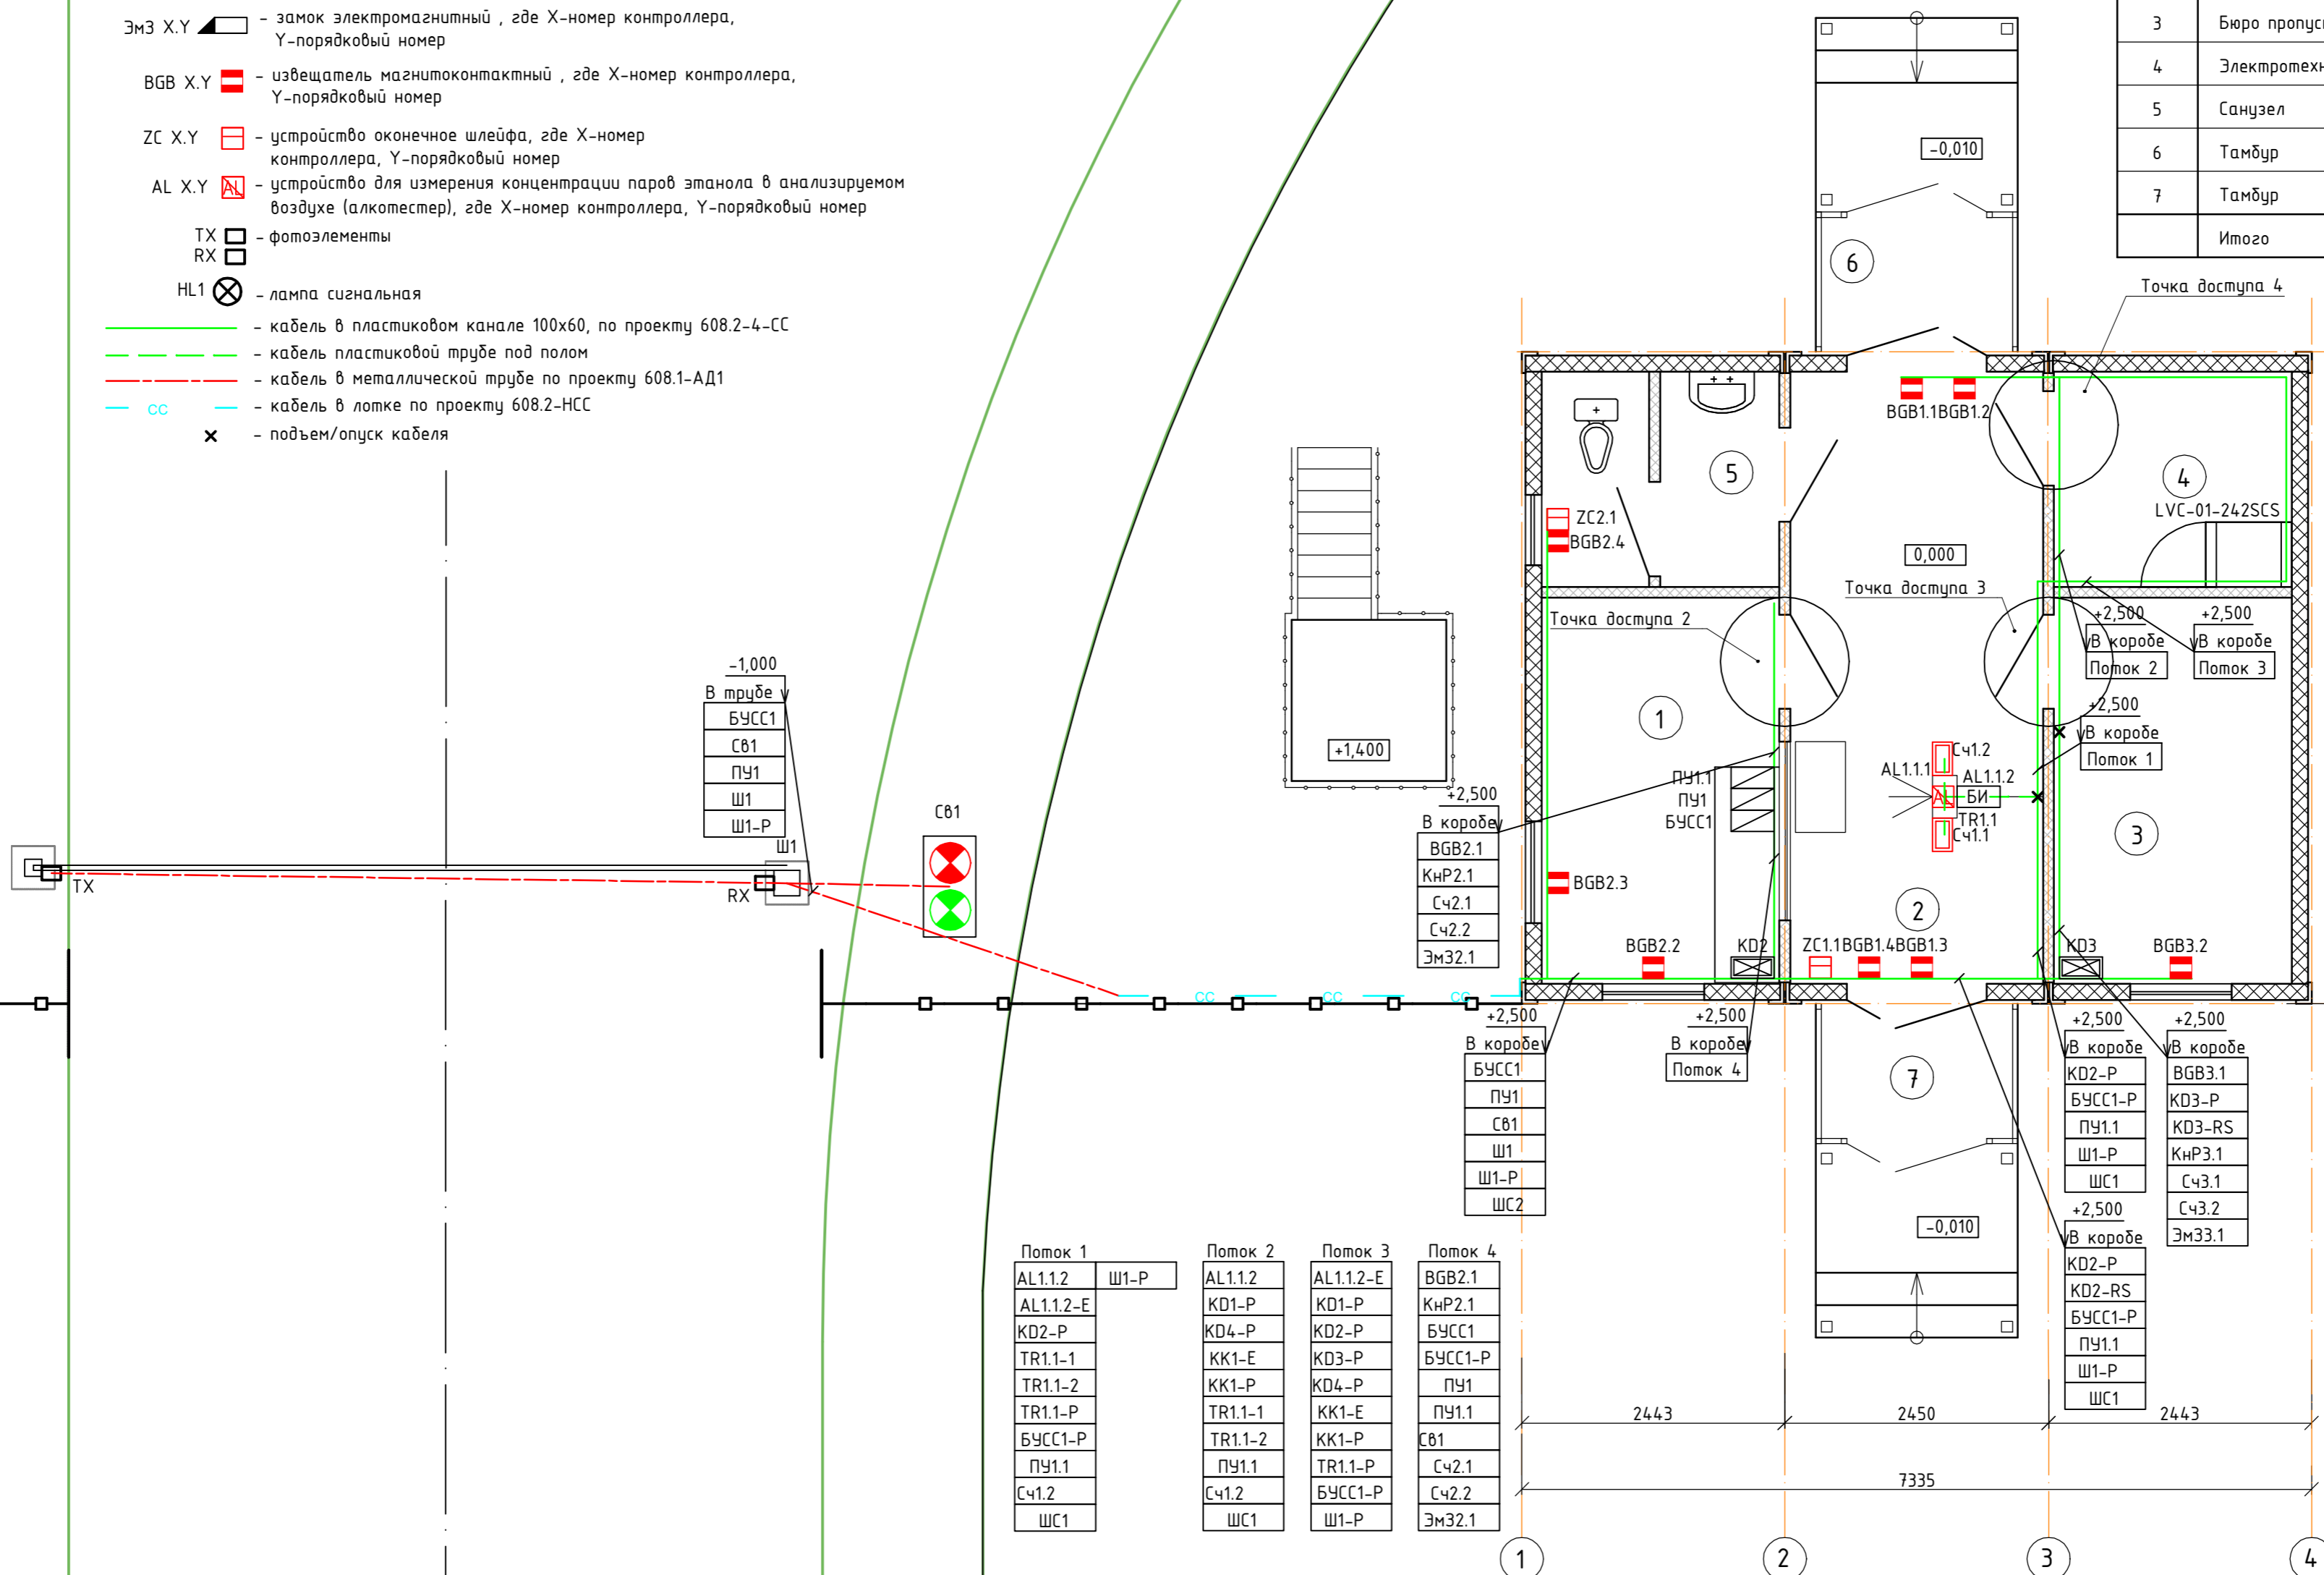 ЭмЗ X.Y - замок электромагнитный , где X-номер контроллера,
Y-порядковый номер
BGB X.Y - извещатель магнитоконтактный , где X-номер контроллера,
Y-порядковый номер
ZC X.Y - устройство оконечное шлейфа, где X-номер
контроллера, Y-порядковый номер
AL X.Y AL - устройство для измерения концентрации паров этанола в анализируемом
воздухе (алкотестер), где X-номер контроллера, Y-порядковый номер
TX - фотоэлементы
RX
HL1 - лампа сигнальная
- кабель в пластиковом канале 100х60, по проекту 608.2-4-СС
- кабель пластиковой трубе под полом
- кабель в металлической трубе по проекту 608.1-АД1
СС - кабель в лотке по проекту 608.2-НСС
- подъем/опуск кабеля
3
4
5 Санузел
6 Тамбур
7 Тамбур
Итого
-0,010
6
Точка доступа 4
BGB1.1 BGB1.2
5
4
LVC-01-242SCS
ZC2.1
BGB2.4
0,000
Точка доступа 3
Точка доступа 2
+2,500
В коробе
Поток 2
+2,500
В коробе
Поток 3
+2,500
В коробе
Поток 1
1
+1,400
-1,000
В трубе
БУСС1
Св1
ПУ1
Ш1
Ш1-Р
Ш1
Св1
TX
RX
ПУ1.1
ПУ1
БУСС1
Сч1.2
AL1.1.1
AL1.1.2
AL
БИ
TR1.1
Сч1.1
3
2
+2,500
В коробе
BGB2.1
КнР2.1
Сч2.1
Сч2.2
ЭмЗ2.1
BGB2.3
BGB2.2
KD2
ZC1.1 BGB1.4 BGB1.3
KD3
BGB3.2
СС СС СС
+2,500
В коробе
БУСС1
ПУ1
Св1
Ш1
Ш1-Р
ШС2
+2,500
В коробе
Поток 4
7
-0,010
+2,500
В коробе
KD2-P
БУСС1-Р
ПУ1.1
Ш1-Р
ШС1
+2,500
В коробе
BGB3.1
KD3-P
KD3-RS
КнР3.1
Сч3.1
Сч3.2
ЭмЗ3.1
+2,500
В коробе
KD2-P
KD2-RS
БУСС1-Р
ПУ1.1
Ш1-Р
ШС1
Поток 1
AL1.1.2 Ш1-Р
AL1.1.2-E
KD2-P
TR1.1-1
TR1.1-2
TR1.1-P
БУСС1-Р
ПУ1.1
Сч1.2
ШС1
Поток 2
AL1.1.2
KD1-P
KD4-P
KK1-E
KK1-P
TR1.1-1
TR1.1-2
ПУ1.1
Сч1.2
ШС1
Поток 3
AL1.1.2-E
KD1-P
KD2-P
KD3-P
KD4-P
KK1-E
KK1-P
TR1.1-P
БУСС1-Р
Ш1-Р
Поток 4
BGB2.1
КнР2.1
БУСС1
БУСС1-Р
ПУ1
ПУ1.1
Св1
Сч2.1
Сч2.2
ЭмЗ2.1
2443 2450 2443
7335
1 2 3 4